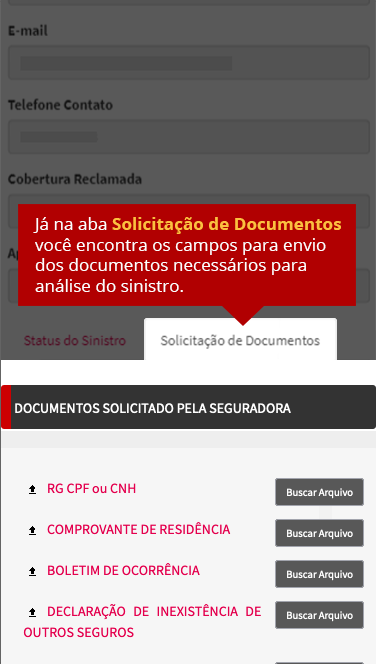 E-mail
Telefone Contato
Cobertura Reclamada
Já na aba Solicitação de Documentos
você encontra os campos para envio
dos documentos necessários para
análise do sinistro.
Status do Sinistro
Solicitação de Documentos
DOCUMENTOS SOLICITADO PELA SEGURADORA
RG CPF ou CNH
Buscar Arquivo
COMPROVANTE DE RESIDÊNCIA
Buscar Arquivo
BOLETIM DE OCORRÊNCIA
Buscar Arquivo
DECLARAÇÃO DE INEXISTÊNCIA DE
Buscar Arquivo
OUTROS SEGUROS